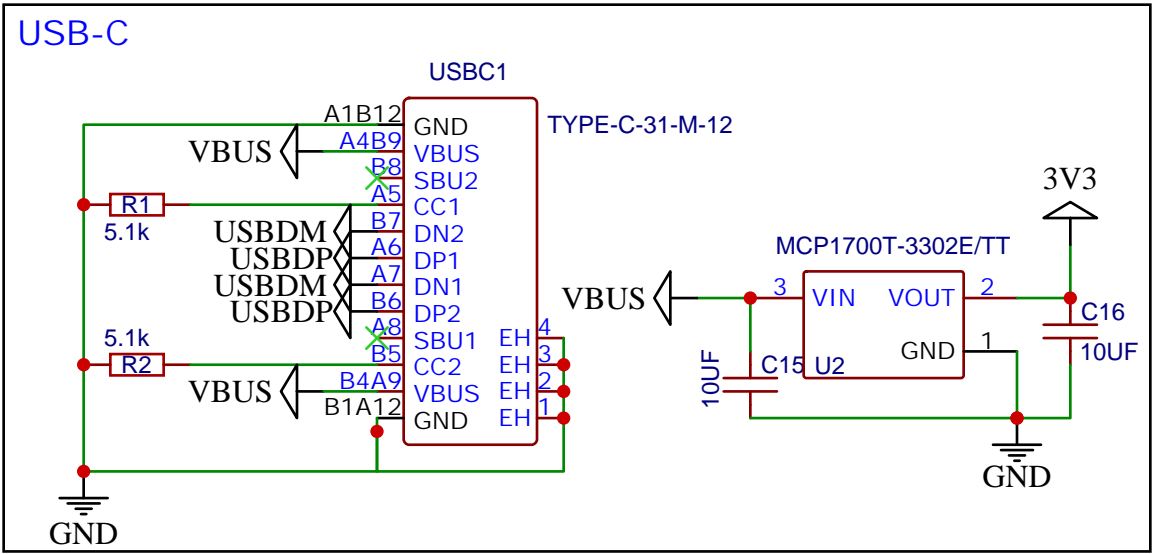 USB-C
USBC1
TYPE-C-31-M-12
A1B12 GND
VBUS A4B9 VBUS
B8 SBU2
R1 A5 CC1
5.1k
USBDM B7 DN2
USBDP A6 DP1
USBDM A7 DN1
USBDP B6 DP2
A8 SBU1
5.1k
R2 B5 CC2
VBUS B4A9 VBUS
B1A12 GND
EH 4
EH 3
EH 2
EH 1
GND
3V3
MCP1700T-3302E/TT
VBUS 3 VIN VOUT 2
GND 1
U2
C15
10UF
C16
10UF
GND